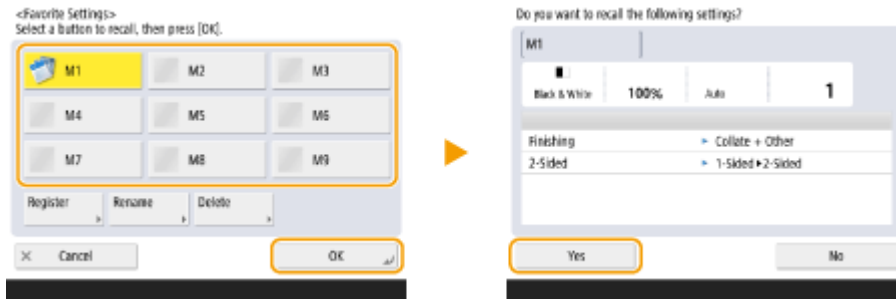 <Favorite Settings>
Select a button to recall, then press [OK].
M1 M2 M3
M4 M5 M6
M7 M8 M9
Register Rename Delete
Cancel OK
Do you want to recall the following settings?
M1
Black & White 100% Auto 1
Finishing ▸ Collate + Other
2-Sided ▸ 1-Sided▸2-Sided
Yes No